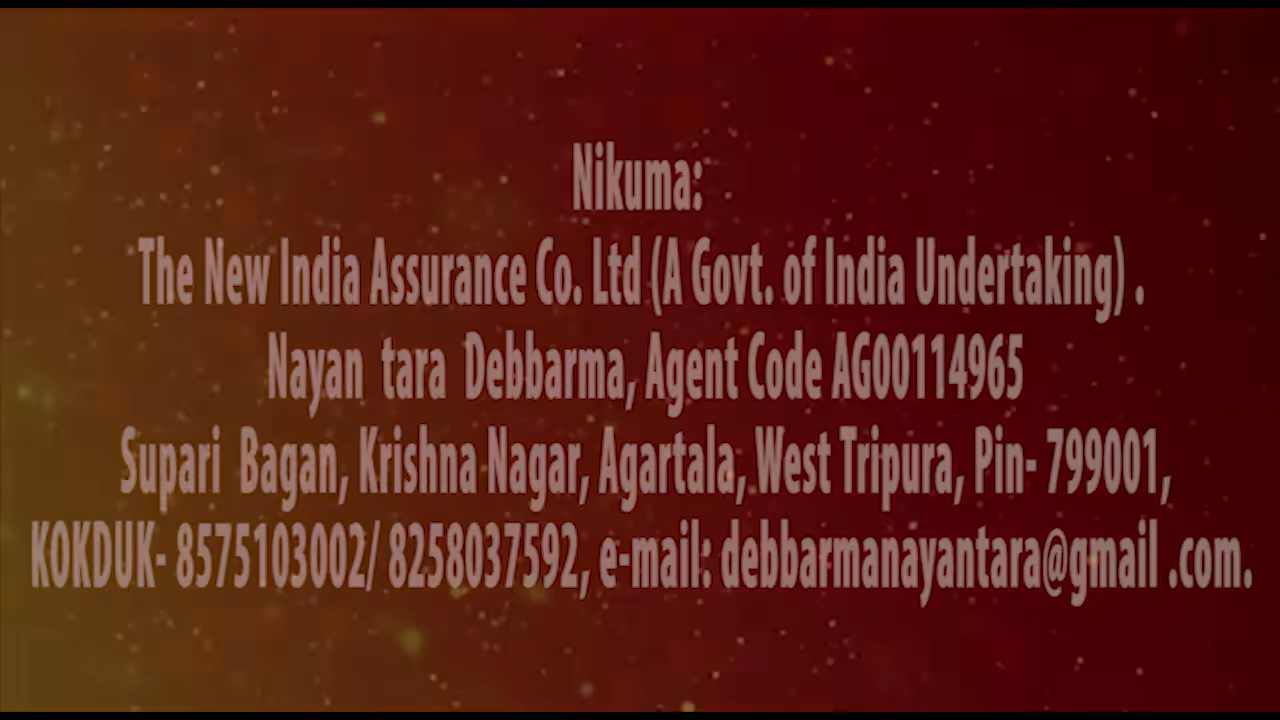 Nikuma:
The New India Assurance Co. Ltd (A Govt. of India Undertaking) .
Nayan tara Debbarma, Agent Code AG00114965
Supari Bagan, Krishna Nagar, Agartala, West Tripura, Pin- 799001,
KOKDUK- 8575103002/ 8258037592, e-mail: debbarmanayantara@gmail .com.